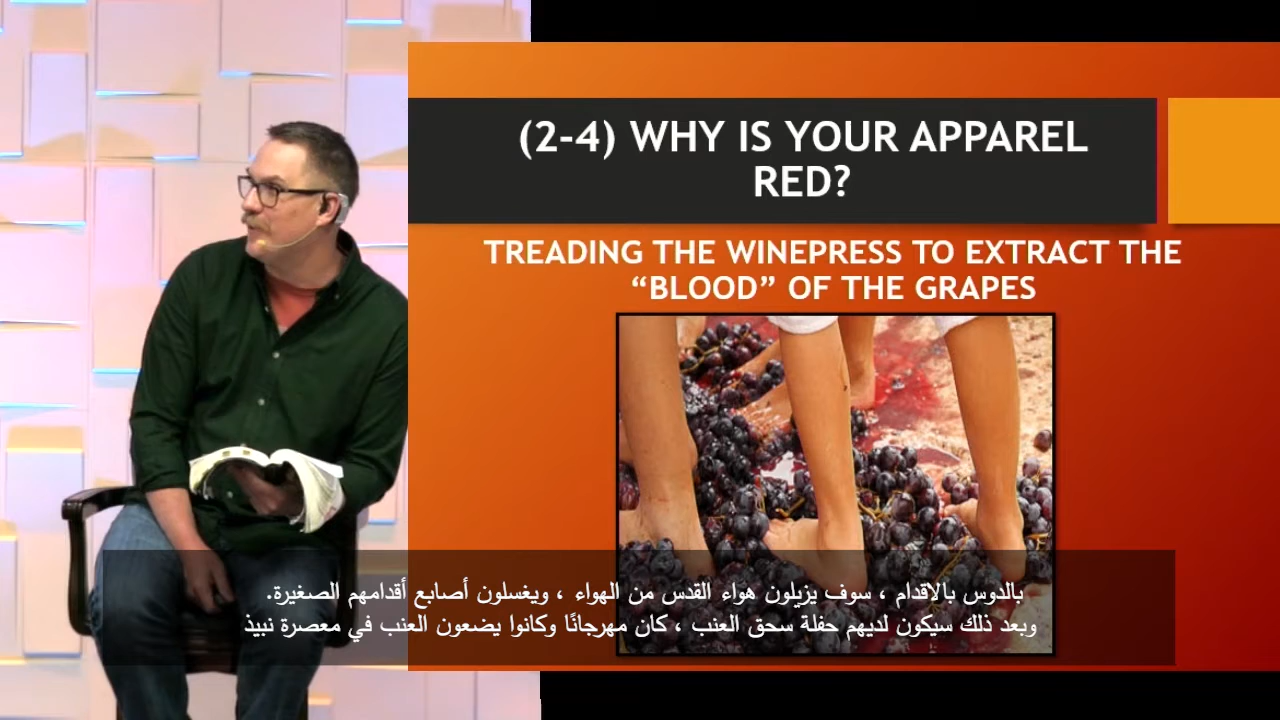 (2-4) WHY IS YOUR APPAREL
RED?
TREADING THE WINEPRESS TO EXTRACT THE
“BLOOD” OF THE GRAPES
بالدوس بالاقدام ، سوف يزيلون هواء القدس من الهواء ، ويغسلون أصابع أقدامهم الصغيرة.
وبعد ذلك سيكون لديهم حفلة سحق العنب ، كان مهرجانًا وكانوا يضعون العنب في معصرة نبيذ